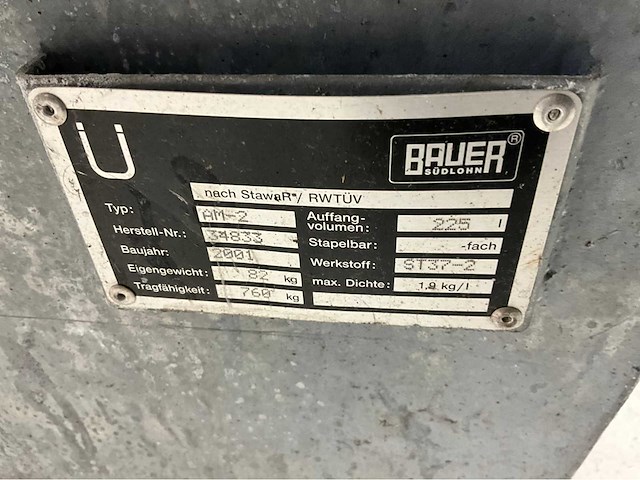 Ü
BAUER®
SÜDLOHN
nach StawaR / RWTÜV
Typ: AM-2
Herstell-Nr.: 34833
Baujahr: 2001
Eigengewicht: 82 kg
Tragfähigkeit: 760 kg
Auffang-
volumen: 225 l
Stapelbar: -fach
Werkstoff: ST37-2
max. Dichte: 1,9 kg/l